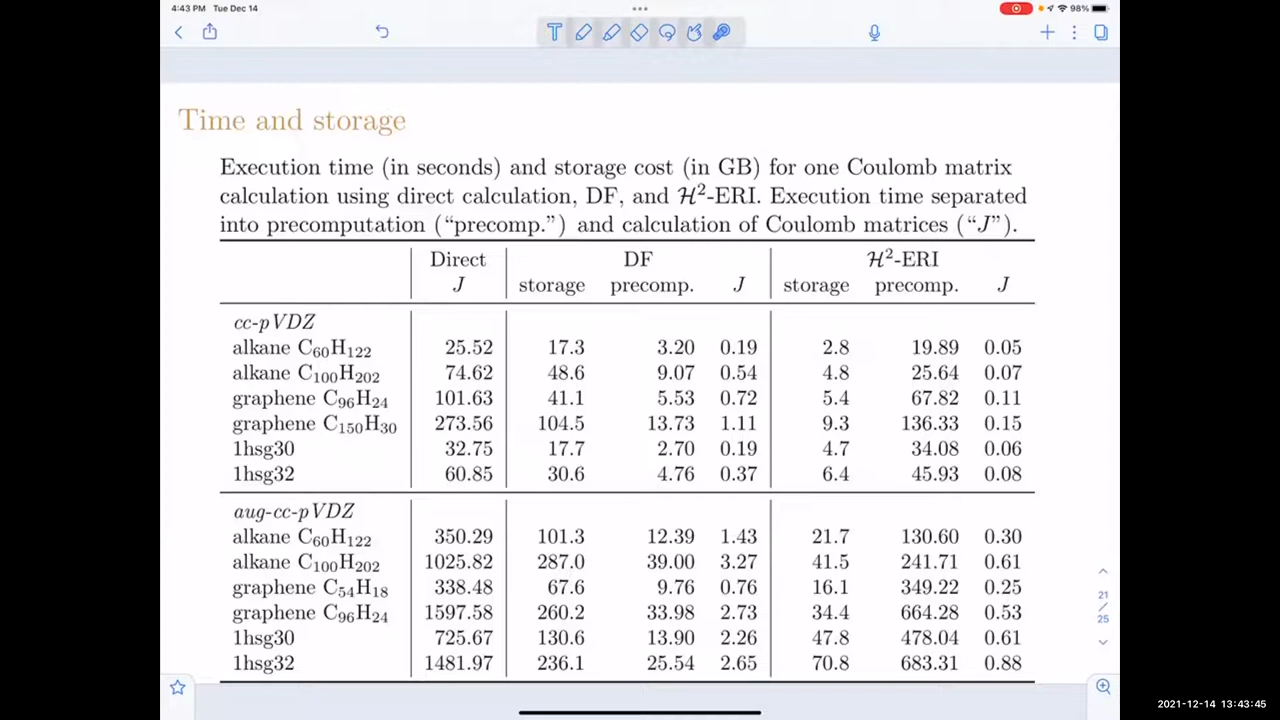 4:43 PM Tue Dec 14
98%
Time and storage
Execution time (in seconds) and storage cost (in GB) for one Coulomb matrix
calculation using direct calculation, DF, and ℋ²-ERI. Execution time separated
into precomputation (“precomp.”) and calculation of Coulomb matrices (“J”).
Direct DF ℋ²-ERI
J storage precomp. J storage precomp. J
cc-pVDZ
alkane C₆₀H₁₂₂ 25.52 17.3 3.20 0.19 2.8 19.89 0.05
alkane C₁₀₀H₂₀₂ 74.62 48.6 9.07 0.54 4.8 25.64 0.07
graphene C₉₆H₂₄ 101.63 41.1 5.53 0.72 5.4 67.82 0.11
graphene C₁₅₀H₃₀ 273.56 104.5 13.73 1.11 9.3 136.33 0.15
1hsg30 32.75 17.7 2.70 0.19 4.7 34.08 0.06
1hsg32 60.85 30.6 4.76 0.37 6.4 45.93 0.08
aug-cc-pVDZ
alkane C₆₀H₁₂₂ 350.29 101.3 12.39 1.43 21.7 130.60 0.30
alkane C₁₀₀H₂₀₂ 1025.82 287.0 39.00 3.27 41.5 241.71 0.61
graphene C₅₄H₁₈ 338.48 67.6 9.76 0.76 16.1 349.22 0.25
graphene C₉₆H₂₄ 1597.58 260.2 33.98 2.73 34.4 664.28 0.53
1hsg30 725.67 130.6 13.90 2.26 47.8 478.04 0.61
1hsg32 1481.97 236.1 25.54 2.65 70.8 683.31 0.88
21
/
25
2021-12-14 13:43:45